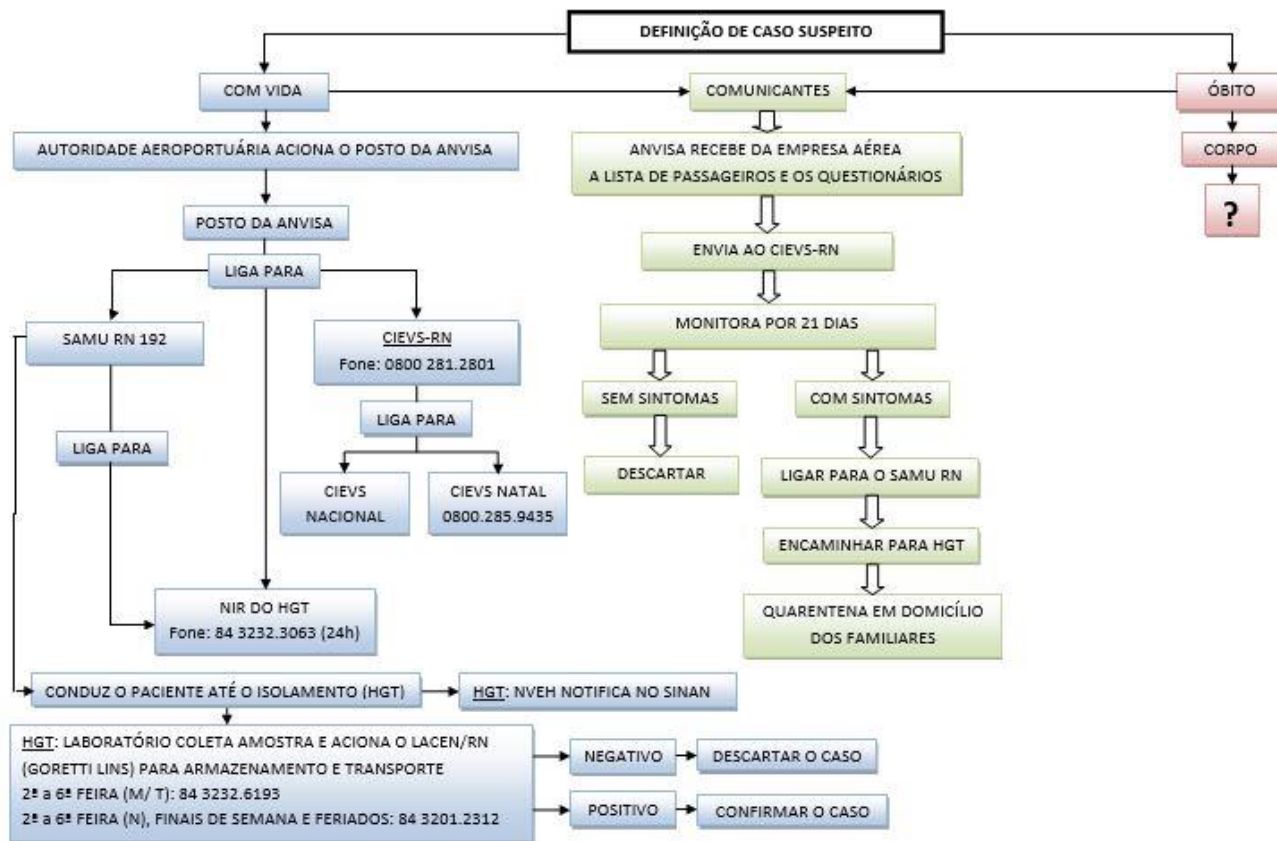 DEFINIÇÃO DE CASO SUSPEITO
COM VIDA
COMUNICANTES
ÓBITO
AUTORIDADE AEROPORTUÁRIA ACIONA O POSTO DA ANVISA
ANVISA RECEBE DA EMPRESA AÉREA
A LISTA DE PASSAGEIROS E OS QUESTIONÁRIOS
CORPO
?
POSTO DA ANVISA
ENVIA AO CIEVS-RN
LIGA PARA
MONITORA POR 21 DIAS
SAMU RN 192
CIEVS-RN
Fone: 0800 281.2801
SEM SINTOMAS
COM SINTOMAS
LIGA PARA
LIGA PARA
DESCARTAR
LIGAR PARA O SAMU RN
CIEVS
NACIONAL
CIEVS NATAL
0800.285.9435
ENCAMINHAR PARA HGT
NIR DO HGT
Fone: 84 3232.3063 (24h)
QUARENTENA EM DOMICÍLIO
DOS FAMILIARES
CONDUZ O PACIENTE ATÉ O ISOLAMENTO (HGT)
HGT: NVEH NOTIFICA NO SINAN
HGT: LABORATÓRIO COLETA AMOSTRA E ACIONA O LACEN/RN
(GORETTI LINS) PARA ARMAZENAMENTO E TRANSPORTE
2ª a 6ª FEIRA (M/ T): 84 3232.6193
2ª a 6ª FEIRA (N), FINAIS DE SEMANA E FERIADOS: 84 3201.2312
NEGATIVO
DESCARTAR O CASO
POSITIVO
CONFIRMAR O CASO